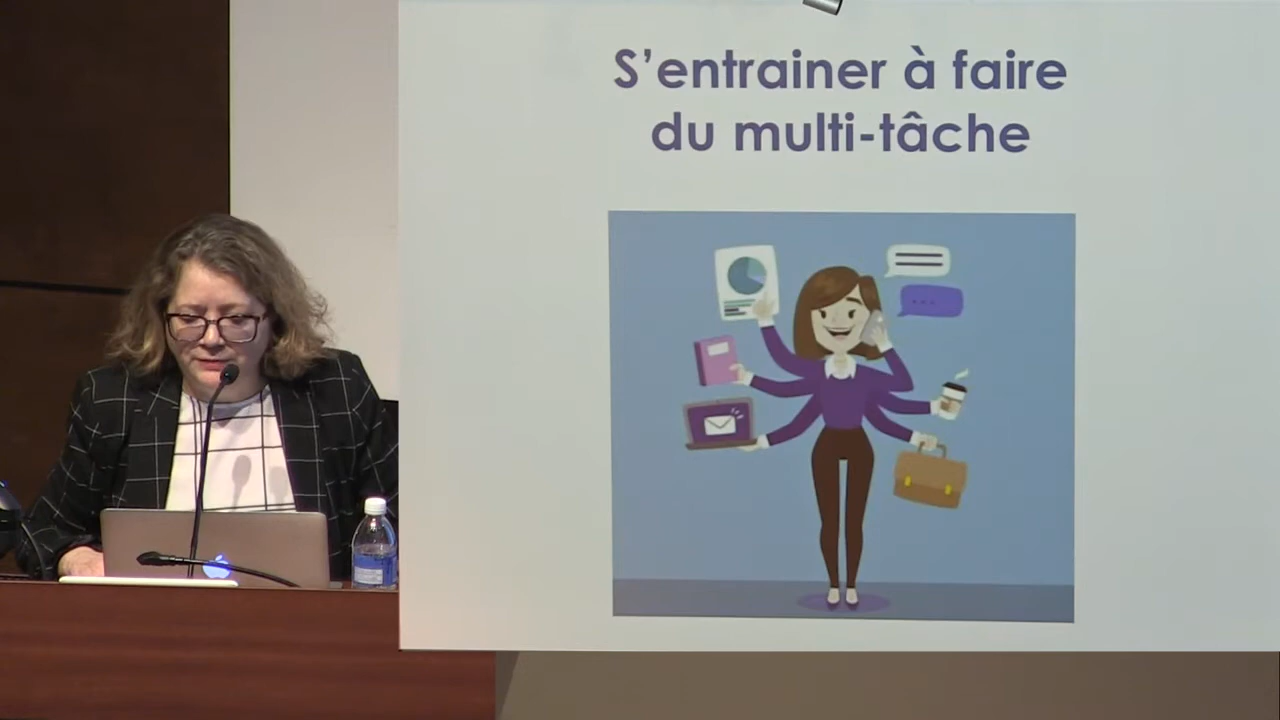 S'entrainer à faire
du multi-tâche